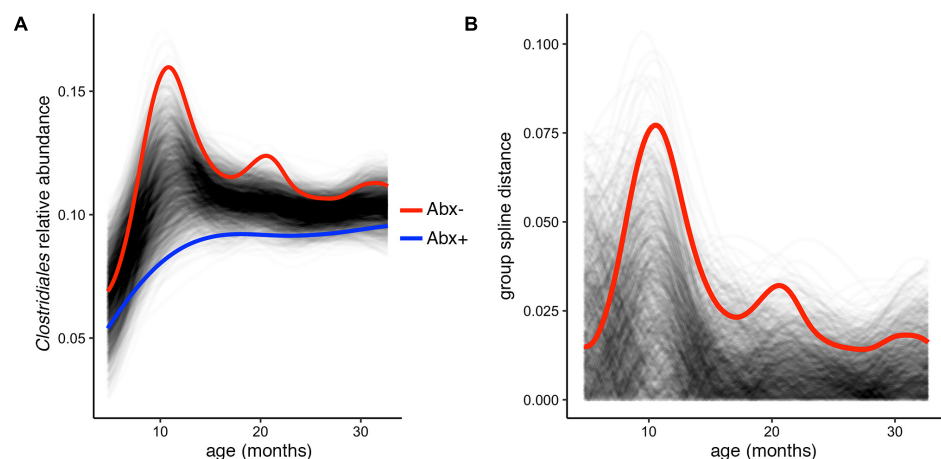 A
Clostridiales relative abundance
0.15
0.10
0.05
10
20
30
age (months)
Abx-
Abx+
B
group spline distance
0.100
0.075
0.050
0.025
0.000
10
20
30
age (months)